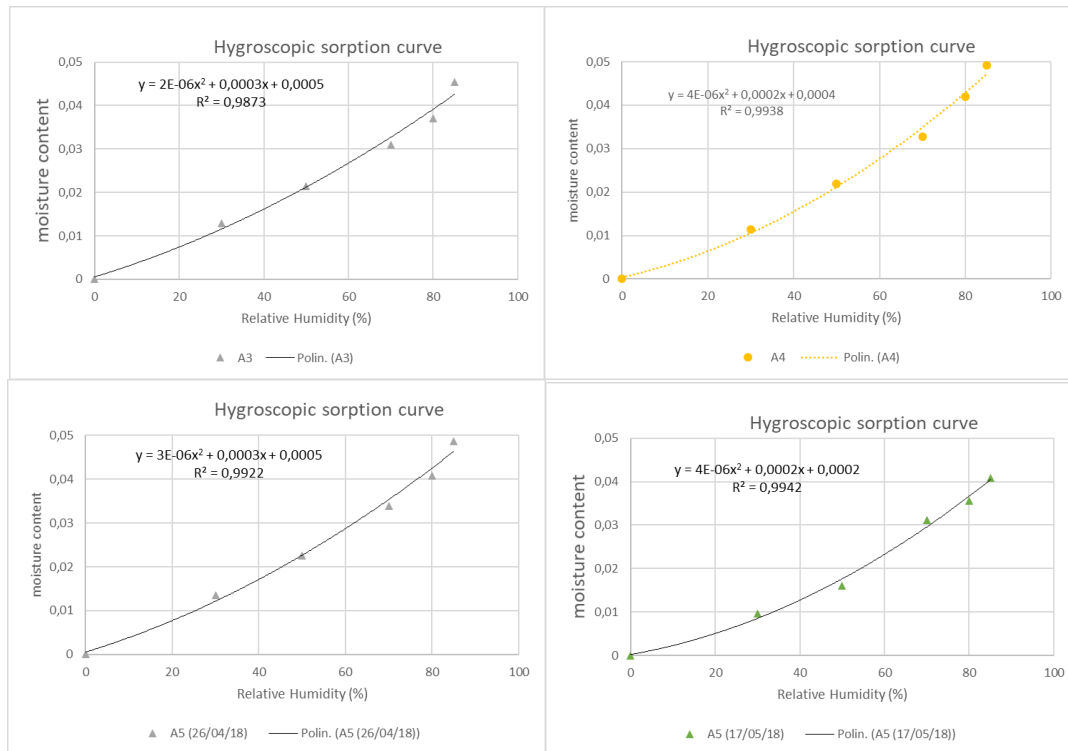 Hygroscopic sorption curve
0,05
0,04
0,03
0,02
0,01
0
moisture content
y = 2E-06x² + 0,0003x + 0,0005
R² = 0,9873
0 20 40 60 80 100
Relative Humidity (%)
A3 Polin. (A3)
Hygroscopic sorption curve
0,05
0,04
0,03
0,02
0,01
0
moisture content
y = 4E-06x² + 0,0002x + 0,0004
R² = 0,9938
0 20 40 60 80 100
Relative Humidity (%)
A4 Polin. (A4)
Hygroscopic sorption curve
0,05
0,04
0,03
0,02
0,01
0
moisture content
y = 3E-06x² + 0,0003x + 0,0005
R² = 0,9922
0 20 40 60 80 100
Relative Humidity (%)
A5 (26/04/18) Polin. (A5 (26/04/18))
Hygroscopic sorption curve
0,05
0,04
0,03
0,02
0,01
0
moisture content
y = 4E-06x² + 0,0002x + 0,0002
R² = 0,9942
0 20 40 60 80 100
Relative Humidity (%)
A5 (17/05/18) Polin. (A5 (17/05/18))